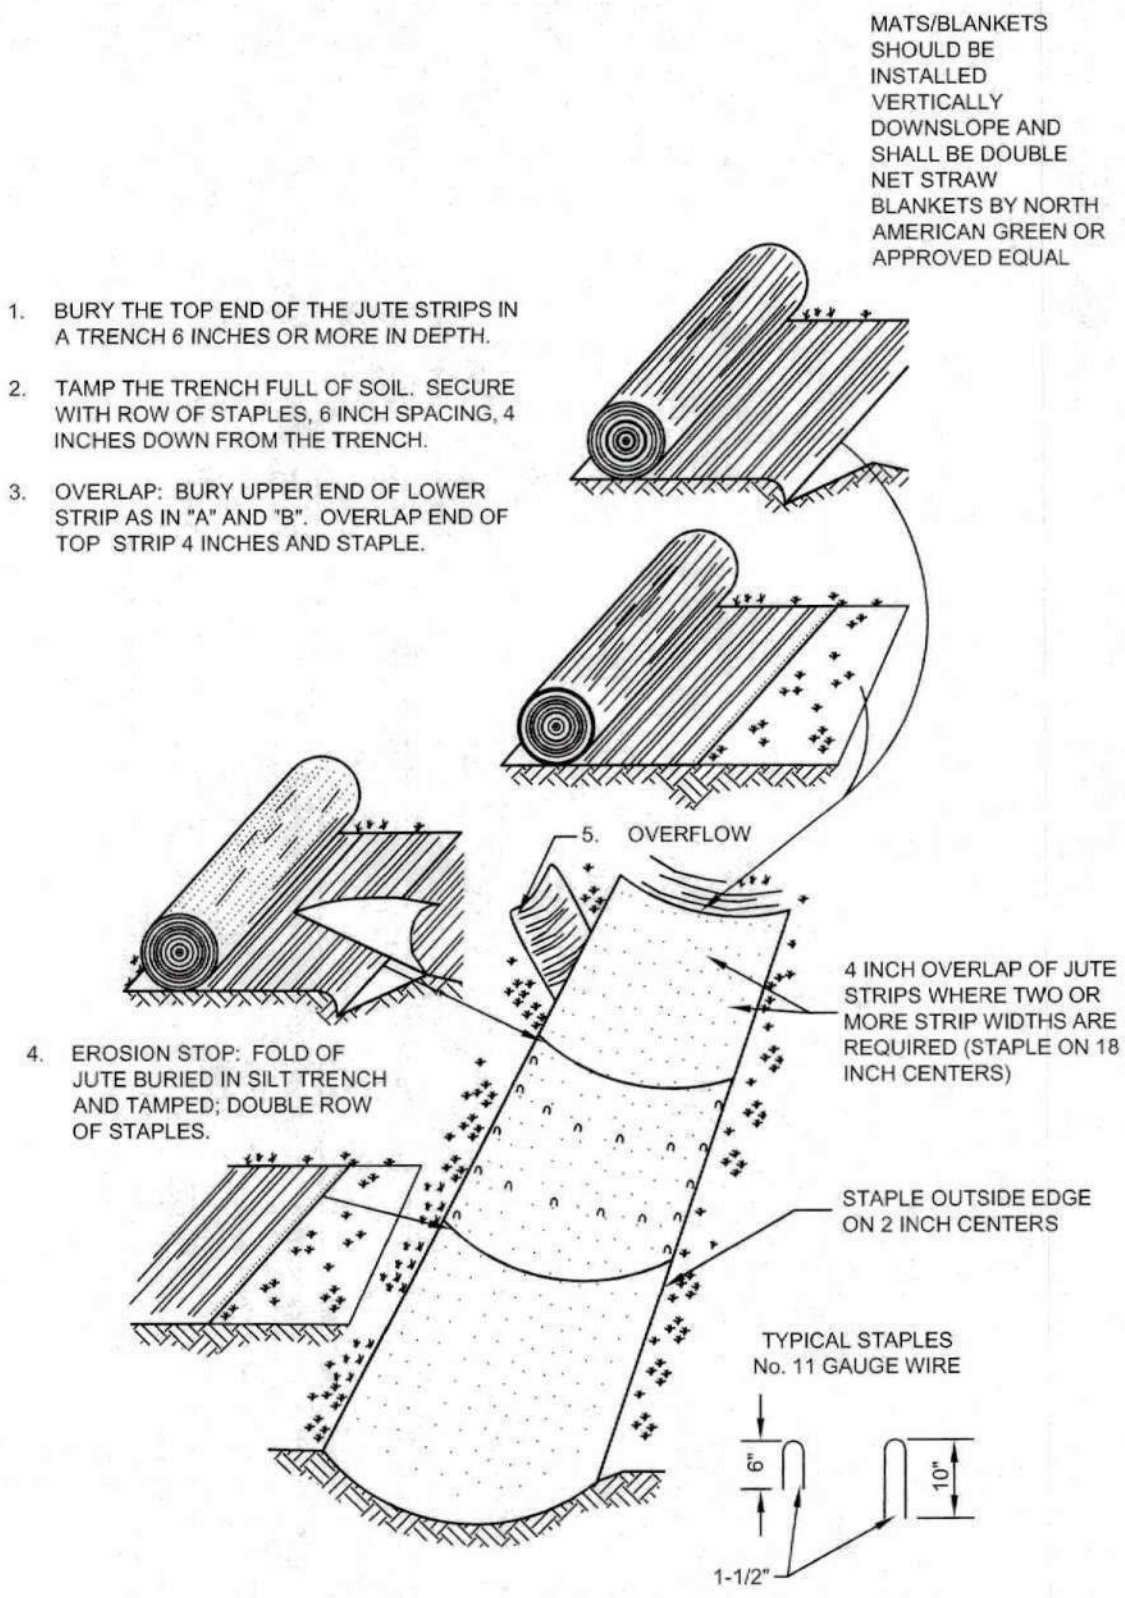 MATS/BLANKETS
SHOULD BE
INSTALLED
VERTICALLY
DOWNSLOPE AND
SHALL BE DOUBLE
NET STRAW
BLANKETS BY NORTH
AMERICAN GREEN OR
APPROVED EQUAL
1. BURY THE TOP END OF THE JUTE STRIPS IN
A TRENCH 6 INCHES OR MORE IN DEPTH.
2. TAMP THE TRENCH FULL OF SOIL. SECURE
WITH ROW OF STAPLES, 6 INCH SPACING, 4
INCHES DOWN FROM THE TRENCH.
3. OVERLAP: BURY UPPER END OF LOWER
STRIP AS IN "A" AND "B". OVERLAP END OF
TOP STRIP 4 INCHES AND STAPLE.
5. OVERFLOW
4 INCH OVERLAP OF JUTE
STRIPS WHERE TWO OR
MORE STRIP WIDTHS ARE
REQUIRED (STAPLE ON 18
INCH CENTERS)
4. EROSION STOP: FOLD OF
JUTE BURIED IN SILT TRENCH
AND TAMPED; DOUBLE ROW
OF STAPLES.
STAPLE OUTSIDE EDGE
ON 2 INCH CENTERS
TYPICAL STAPLES
No. 11 GAUGE WIRE
6"
10"
1-1/2"